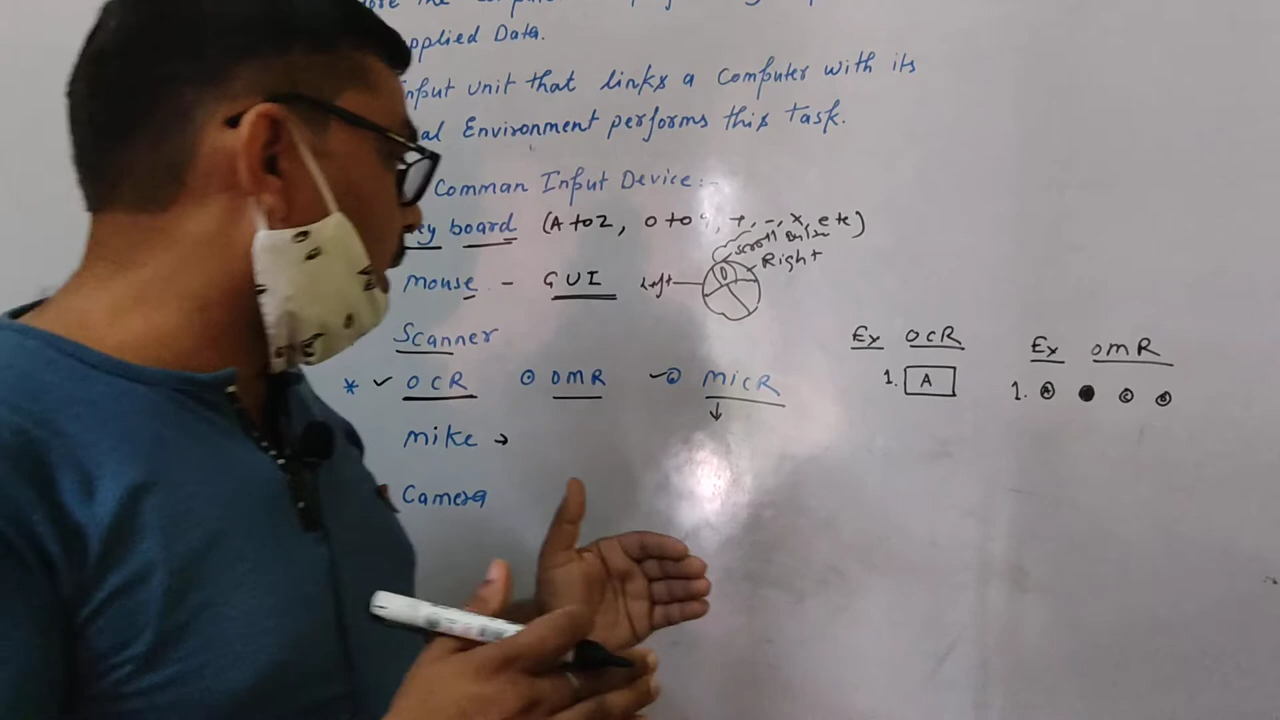 applied Data.
input unit that links a computer with its
Environment performs this task.
Comman Input Device:-
key board (A to Z, 0 to 9, +, -, x, etc)
Scroll
Mouse - GUI Left Right
Scanner
Ex OCR Ex OMR
* ✓ OCR ⊙ OMR ⊙ MICR 1. A 1. Ⓐ ● Ⓒ Ⓓ
Mike →
Camera